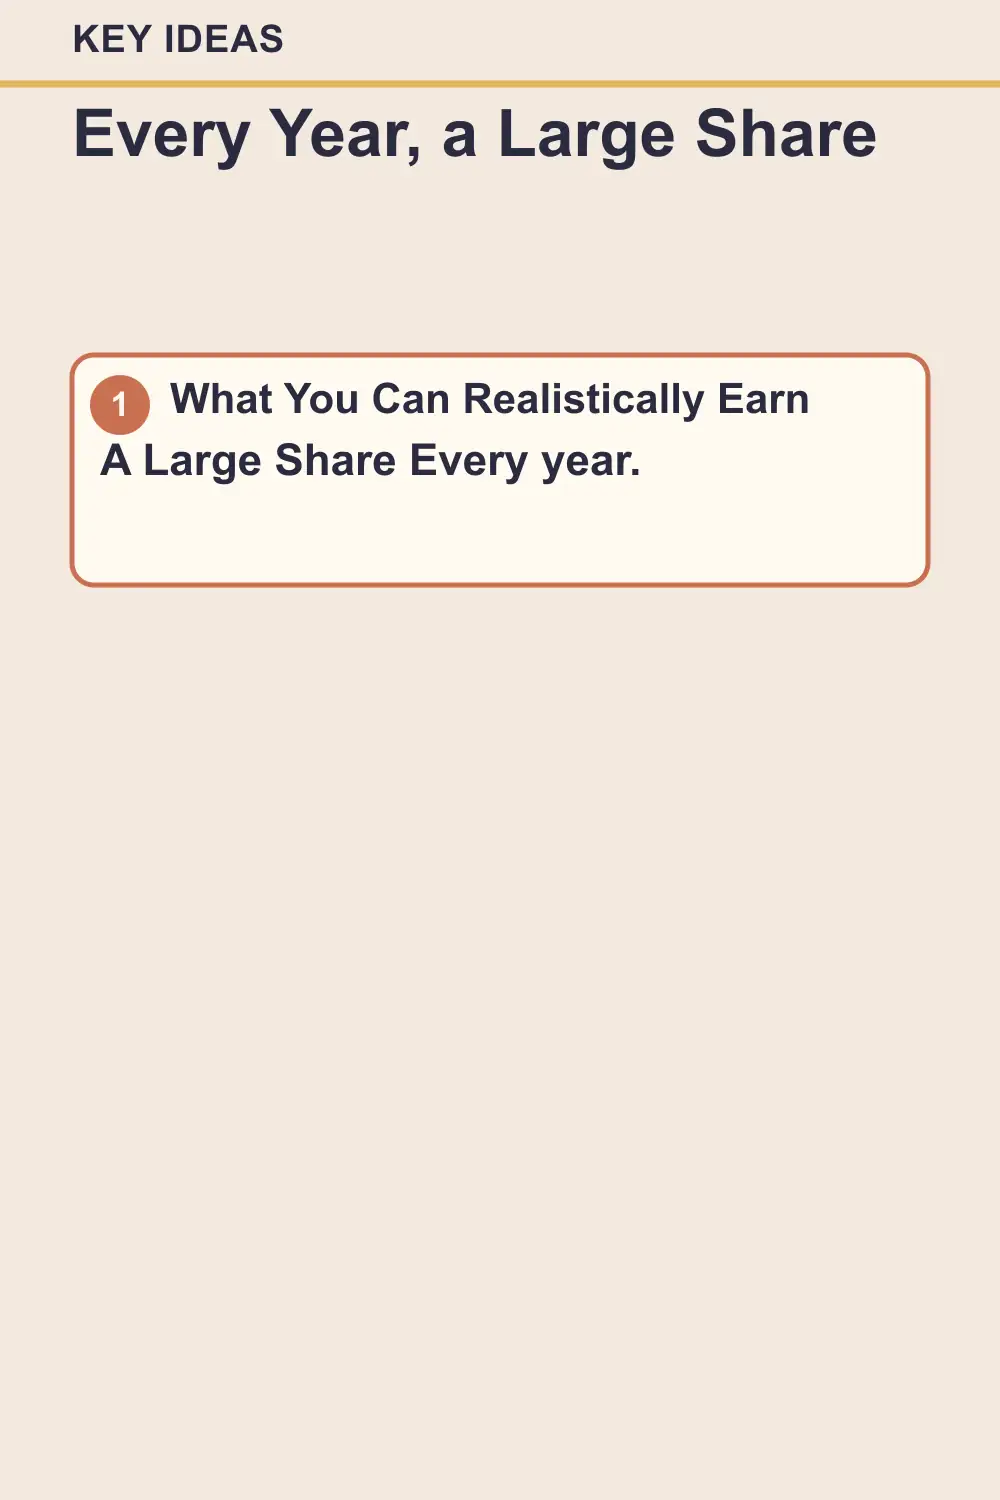 KEY IDEAS
Every Year, a Large Share
1 What You Can Realistically Earn
A Large Share Every year.